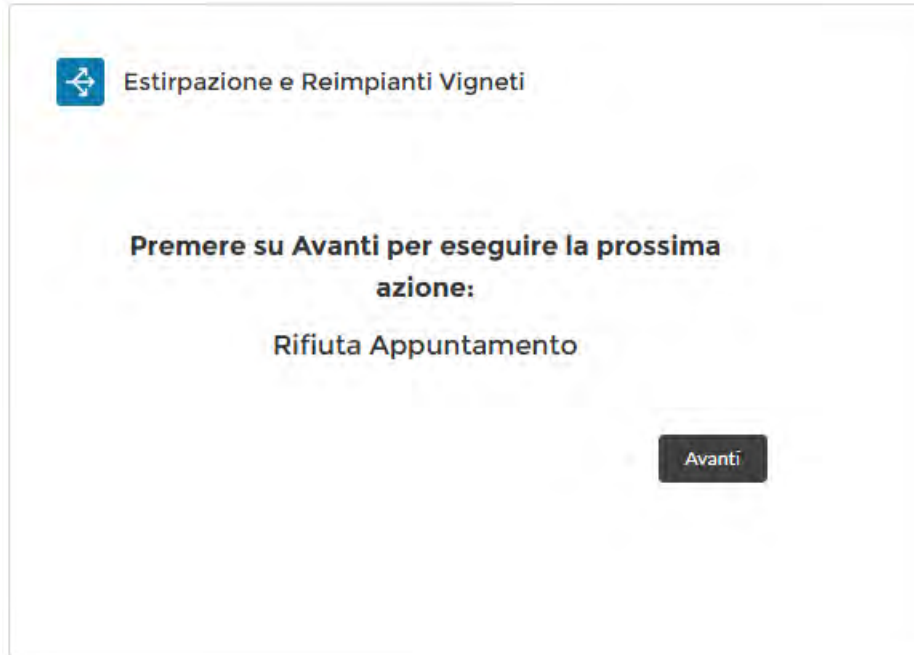 Estirpazione e Reimpianti Vigneti
Premere su Avanti per eseguire la prossima
azione:
Rifiuta Appuntamento
Avanti